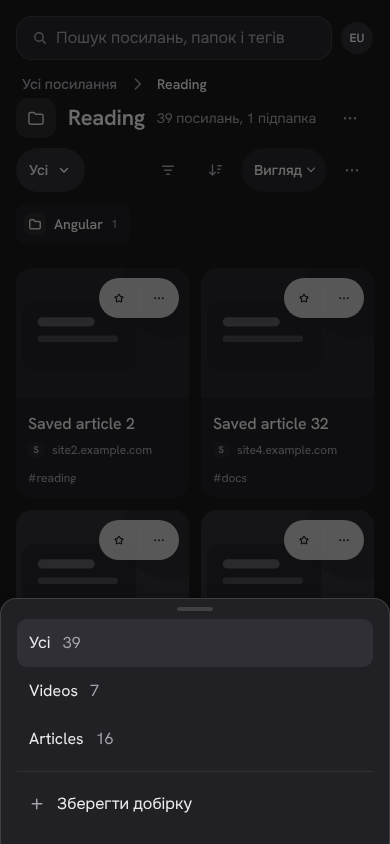 Пошук посилань, папок і тегів
EU
Усі посилання Reading
Reading 39 посилань, 1 підпапка
Усі Вигляд
Angular 1
Saved article 2
S site2.example.com
#reading
Saved article 32
S site4.example.com
#docs
Усі 39
Videos 7
Articles 16
Зберегти добірку